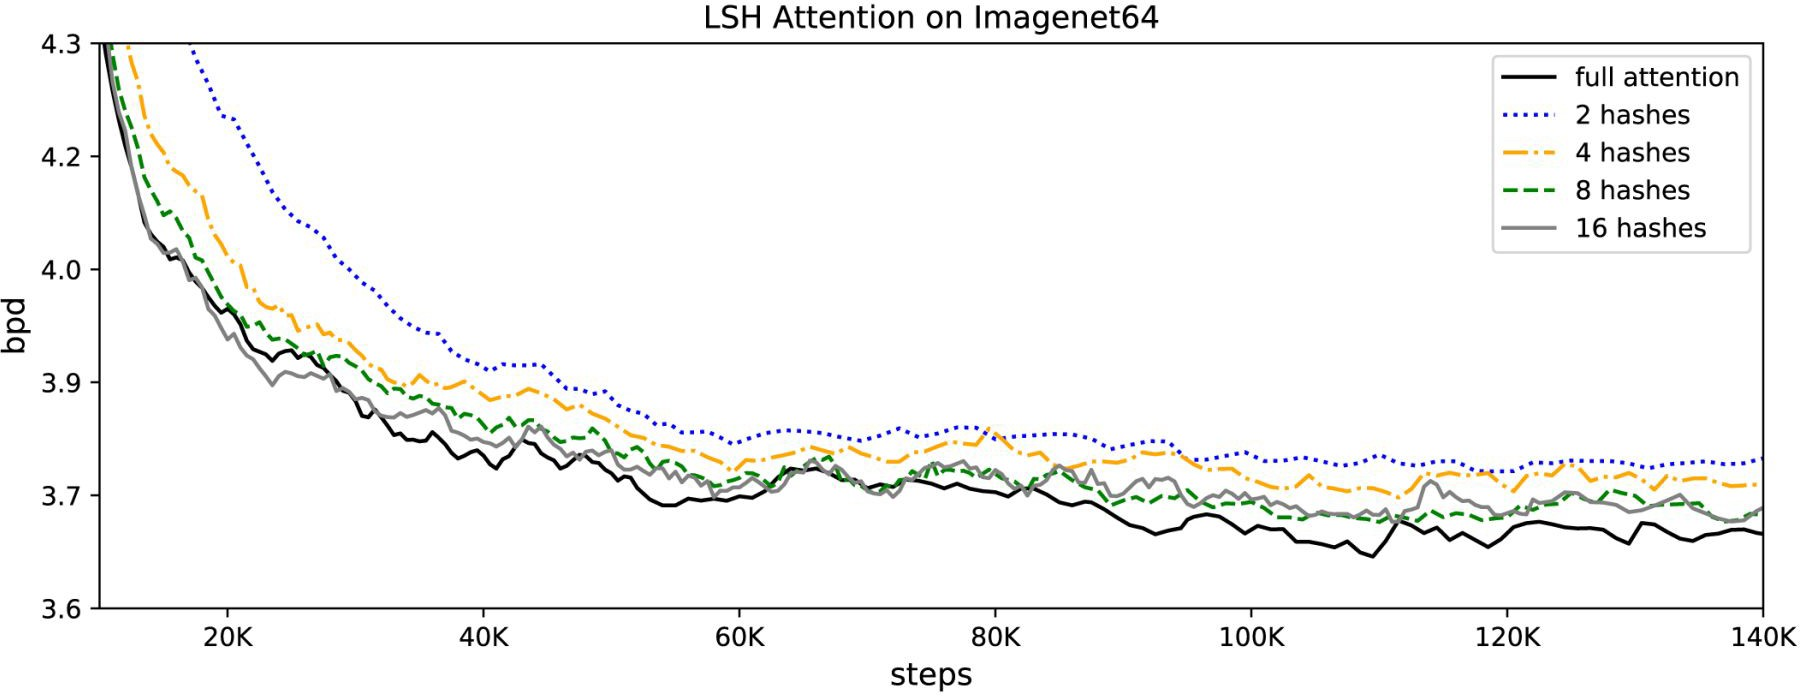 LSH Attention on Imagenet64
4.3
4.2
4.0
3.9
3.7
3.6
bpd
full attention
2 hashes
4 hashes
8 hashes
16 hashes
20K 40K 60K 80K 100K 120K 140K
steps